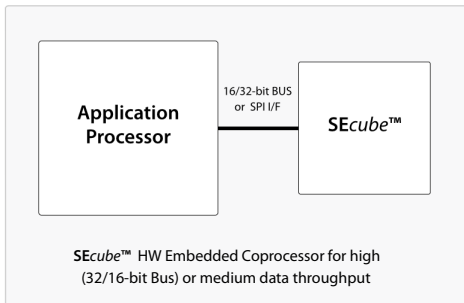 Application
Processor
16/32-bit BUS
or SPI I/F
SEcube™
SEcube™ HW Embedded Coprocessor for high
(32/16-bit Bus) or medium data throughput